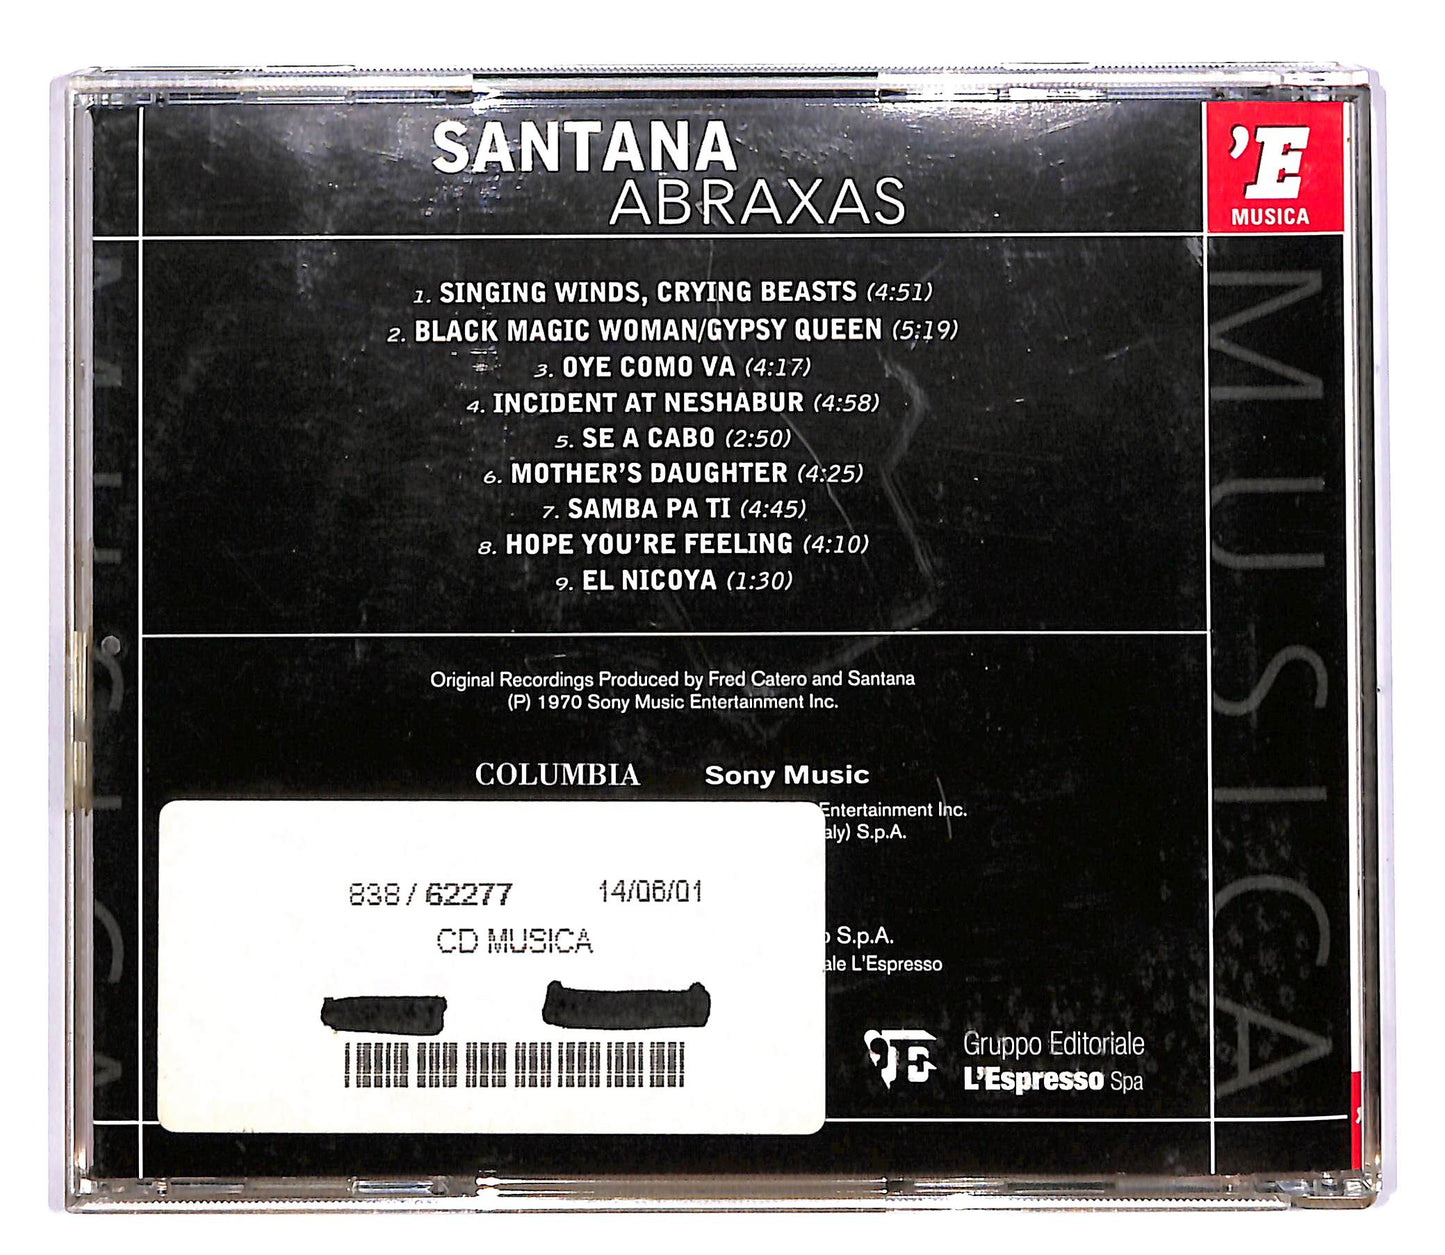 SANTANA
ABRAXAS
'E
MUSICA
1. SINGING WINDS, CRYING BEASTS (4:51)
2. BLACK MAGIC WOMAN/GYPSY QUEEN (5:19)
3. OYE COMO VA (4:17)
4. INCIDENT AT NESHABUR (4:58)
5. SE A CABO (2:50)
6. MOTHER'S DAUGHTER (4:25)
7. SAMBA PA TI (4:45)
8. HOPE YOU'RE FEELING (4:10)
9. EL NICOYA (1:30)
MUSICA
Original Recordings Produced by Fred Catero and Santana
(P) 1970 Sony Music Entertainment Inc.
COLUMBIA Sony Music
Entertainment Inc.
aly) S.p.A.
S.p.A.
ale L'Espresso
838 / 62277 14/06/01
CD MUSICA
'E Gruppo Editoriale
L'Espresso Spa